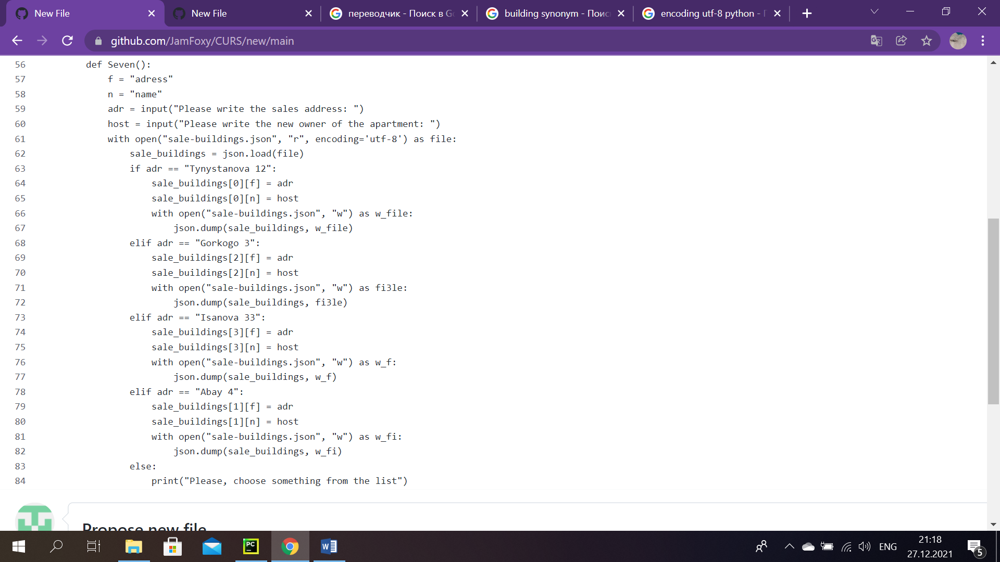 New File
New File
переводчик - Поиск в Go
building synonym - Поис
encoding utf-8 python - П
github.com/JamFoxy/CURS/new/main
56 def Seven():
57 f = "adress"
58 n = "name"
59 adr = input("Please write the sales address: ")
60 host = input("Please write the new owner of the apartment: ")
61 with open("sale-buildings.json", "r", encoding='utf-8') as file:
62 sale_buildings = json.load(file)
63 if adr == "Tynystanova 12":
64 sale_buildings[0][f] = adr
65 sale_buildings[0][n] = host
66 with open("sale-buildings.json", "w") as w_file:
67 json.dump(sale_buildings, w_file)
68 elif adr == "Gorkogo 3":
69 sale_buildings[2][f] = adr
70 sale_buildings[2][n] = host
71 with open("sale-buildings.json", "w") as fi3le:
72 json.dump(sale_buildings, fi3le)
73 elif adr == "Isanova 33":
74 sale_buildings[3][f] = adr
75 sale_buildings[3][n] = host
76 with open("sale-buildings.json", "w") as w_f:
77 json.dump(sale_buildings, w_f)
78 elif adr == "Abay 4":
79 sale_buildings[1][f] = adr
80 sale_buildings[1][n] = host
81 with open("sale-buildings.json", "w") as w_fi:
82 json.dump(sale_buildings, w_fi)
83 else:
84 print("Please, choose something from the list")
Propose new file
PC
W
ENG
21:18
27.12.2021
5